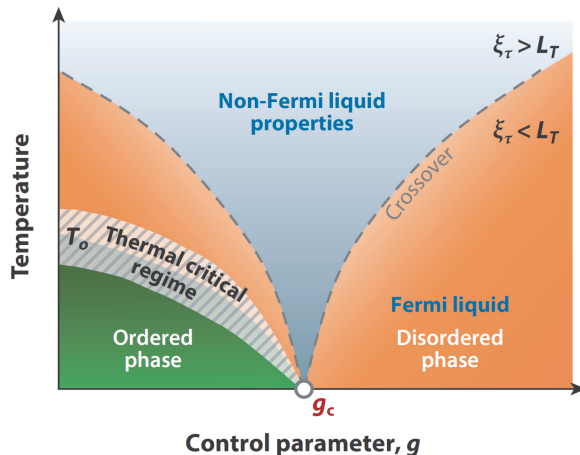 ξτ > LT
Non-Fermi liquid
properties
ξτ < LT
Crossover
Temperature
To
Thermal critical
regime
Fermi liquid
Ordered
phase
Disordered
phase
gc
Control parameter, g